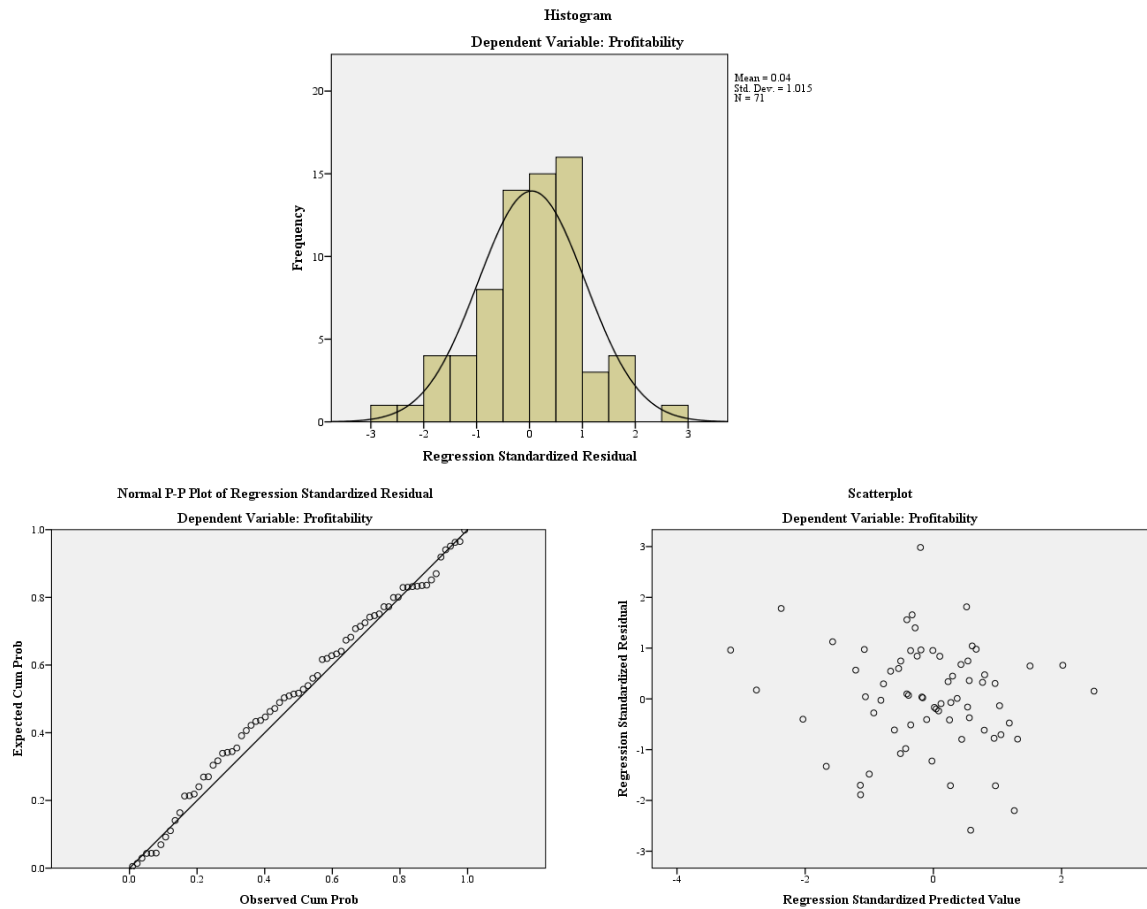 Histogram
Dependent Variable: Profitability
Mean = 0.04
Std. Dev. = 1.015
N = 71
20
15
10
5
0
Frequency
-3 -2 -1 0 1 2 3
Regression Standardized Residual
Normal P-P Plot of Regression Standardized Residual
Dependent Variable: Profitability
1.0
0.8
0.6
0.4
0.2
0.0
Expected Cum Prob
0.0 0.2 0.4 0.6 0.8 1.0
Observed Cum Prob
Scatterplot
Dependent Variable: Profitability
3
2
1
0
-1
-2
-3
Regression Standardized Residual
-4 -2 0 2
Regression Standardized Predicted Value